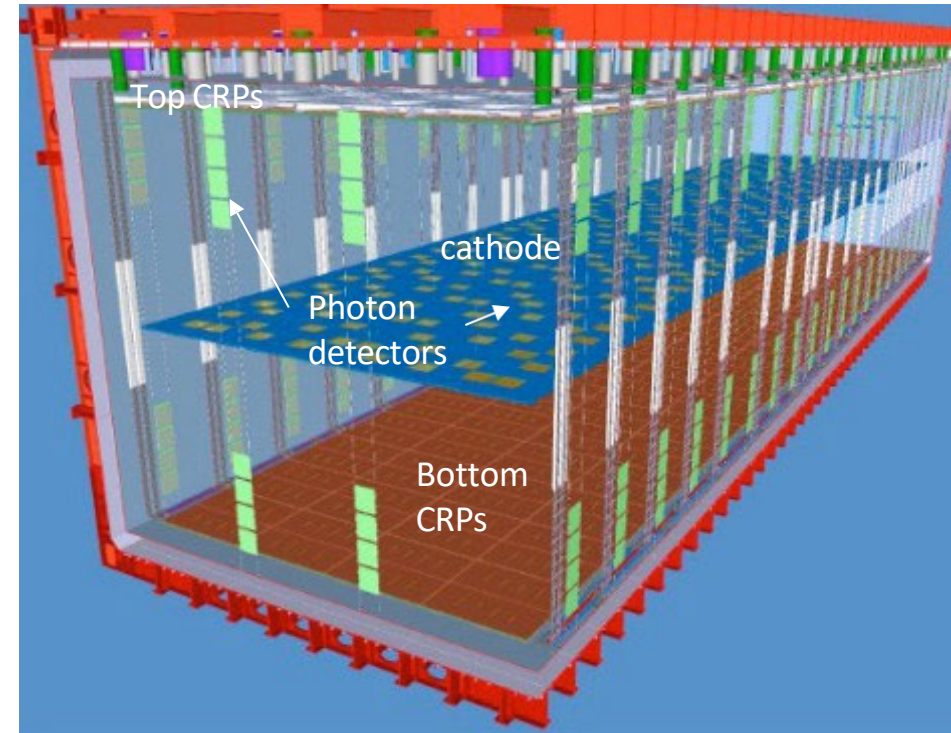 Top CRPs
cathode
Photon
detectors
Bottom
CRPs